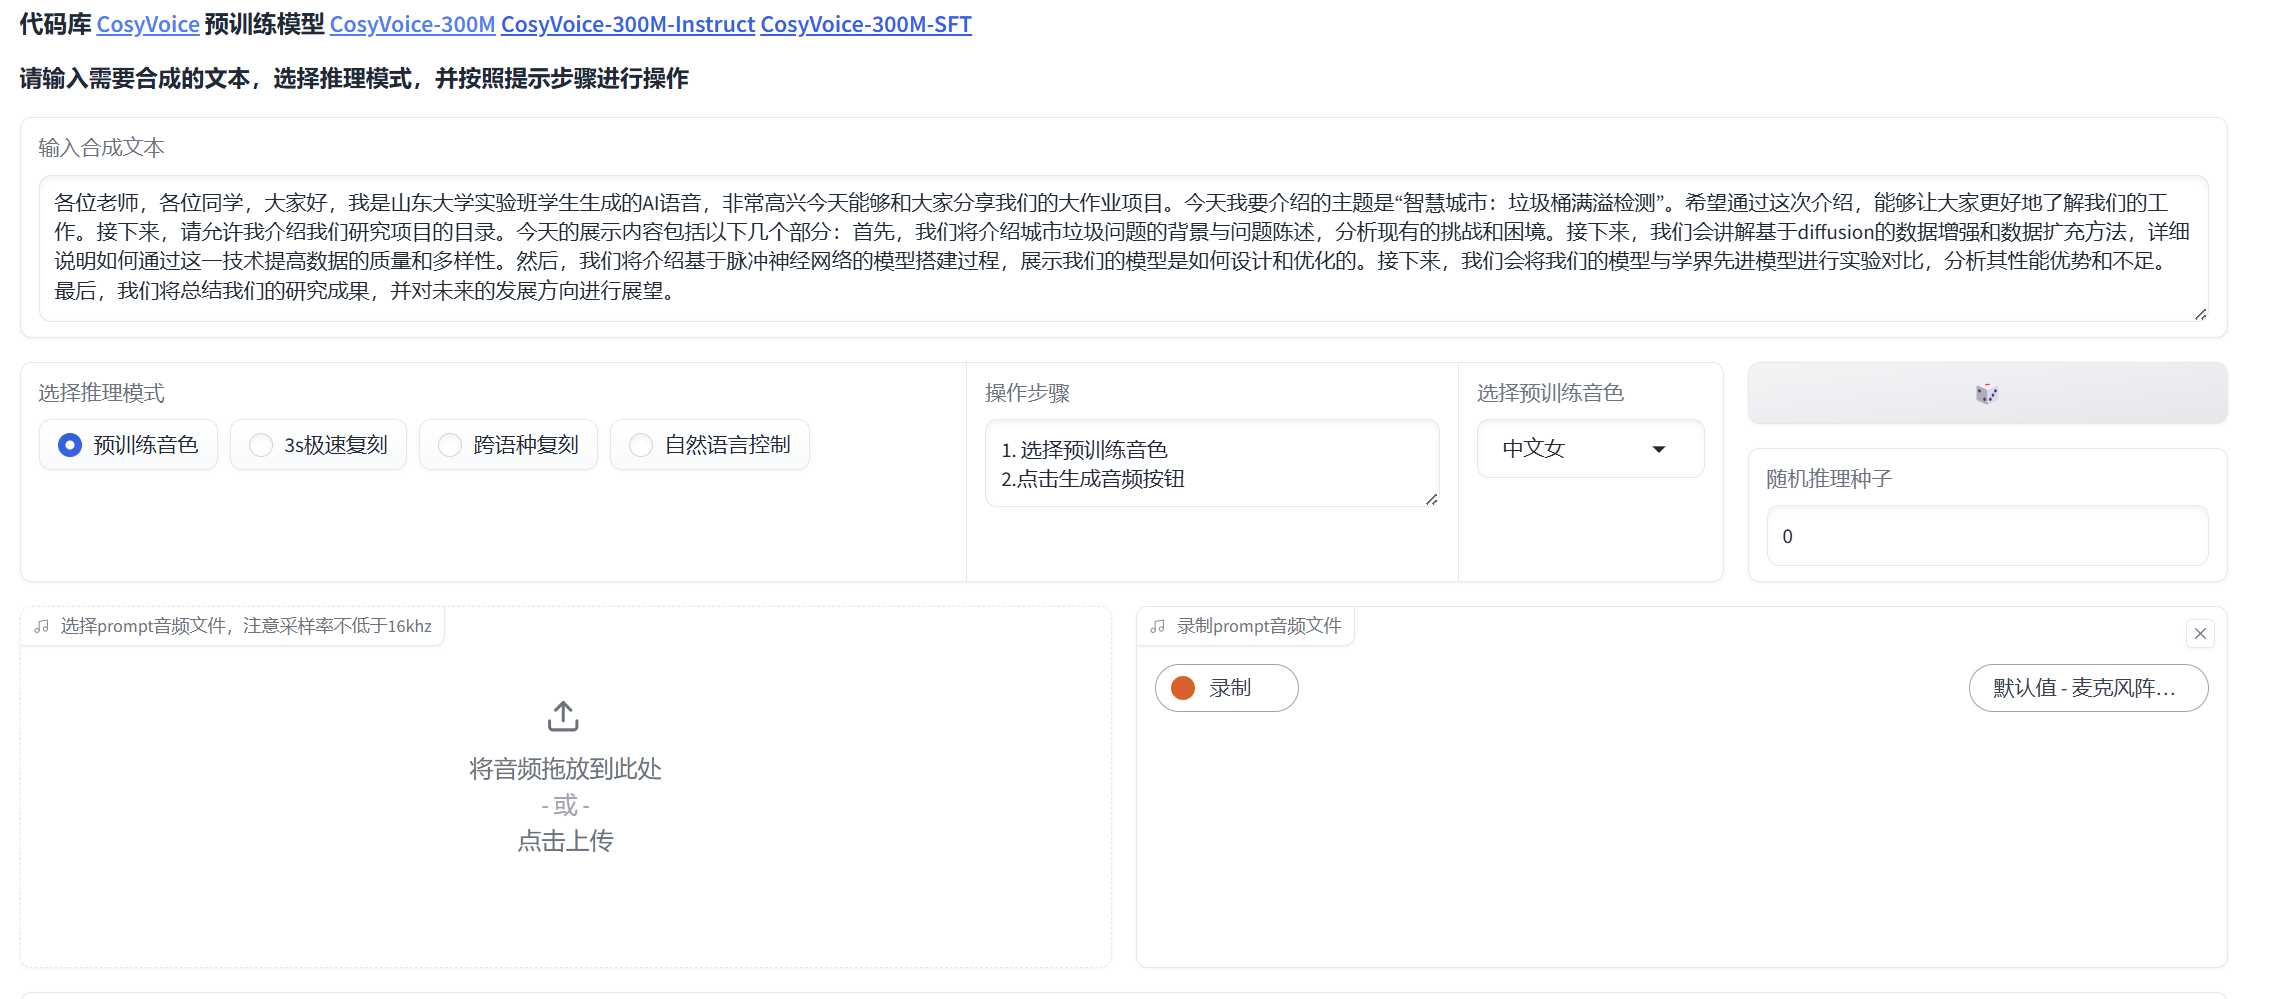 代码库 CosyVoice 预训练模型 CosyVoice-300M CosyVoice-300M-Instruct CosyVoice-300M-SFT
请输入需要合成的文本，选择推理模式，并按照提示步骤进行操作
输入合成文本
各位老师，各位同学，大家好，我是山东大学实验班学生生成的AI语音，非常高兴今天能够和大家分享我们的大作业项目。今天我要介绍的主题是“智慧城市：垃圾桶满溢检测”。希望通过这次介绍，能够让大家更好地了解我们的工
作。接下来，请允许我介绍我们研究项目的目录。今天的展示内容包括以下几个部分：首先，我们将介绍城市垃圾问题的背景与问题陈述，分析现有的挑战和困境。接下来，我们会讲解基于diffusion的数据增强和数据扩充方法，详细
说明如何通过这一技术提高数据的质量和多样性。然后，我们将介绍基于脉冲神经网络的模型搭建过程，展示我们的模型是如何设计和优化的。接下来，我们会将我们的模型与学界先进模型进行实验对比，分析其性能优势和不足。
最后，我们将总结我们的研究成果，并对未来的发展方向进行展望。
选择推理模式
预训练音色
3s极速复刻
跨语种复刻
自然语言控制
操作步骤
1. 选择预训练音色
2.点击生成音频按钮
选择预训练音色
中文女
随机推理种子
0
选择prompt音频文件，注意采样率不低于16khz
将音频拖放到此处
- 或 -
点击上传
录制prompt音频文件
录制
默认值 - 麦克风阵...